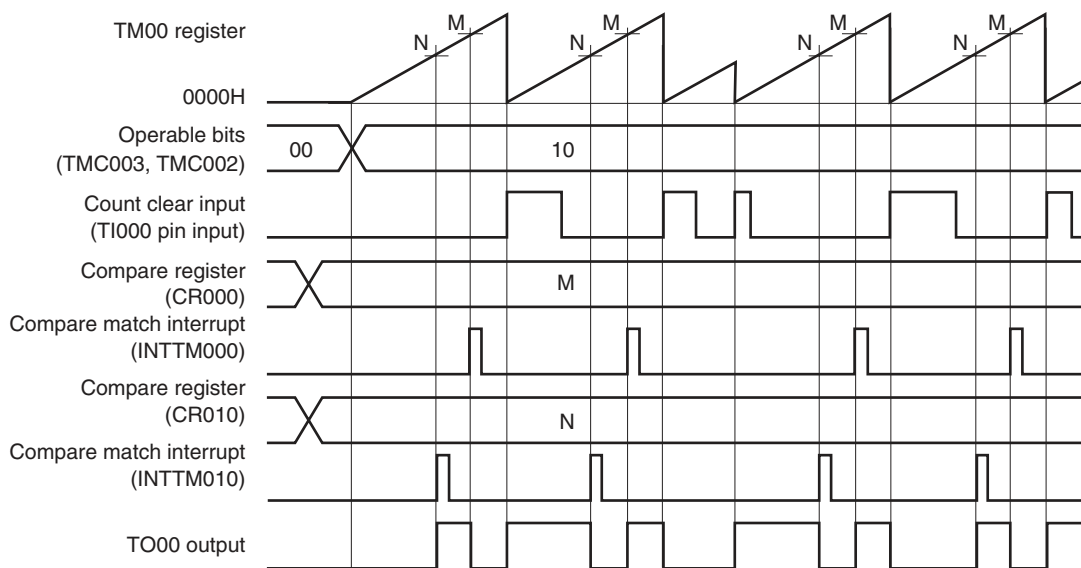 TM00 register
M
N
M
N
M
N
M
N
0000H
Operable bits
(TMC003, TMC002)
00
10
Count clear input
(TI000 pin input)
Compare register
(CR000)
M
Compare match interrupt
(INTTM000)
Compare register
(CR010)
N
Compare match interrupt
(INTTM010)
TO00 output